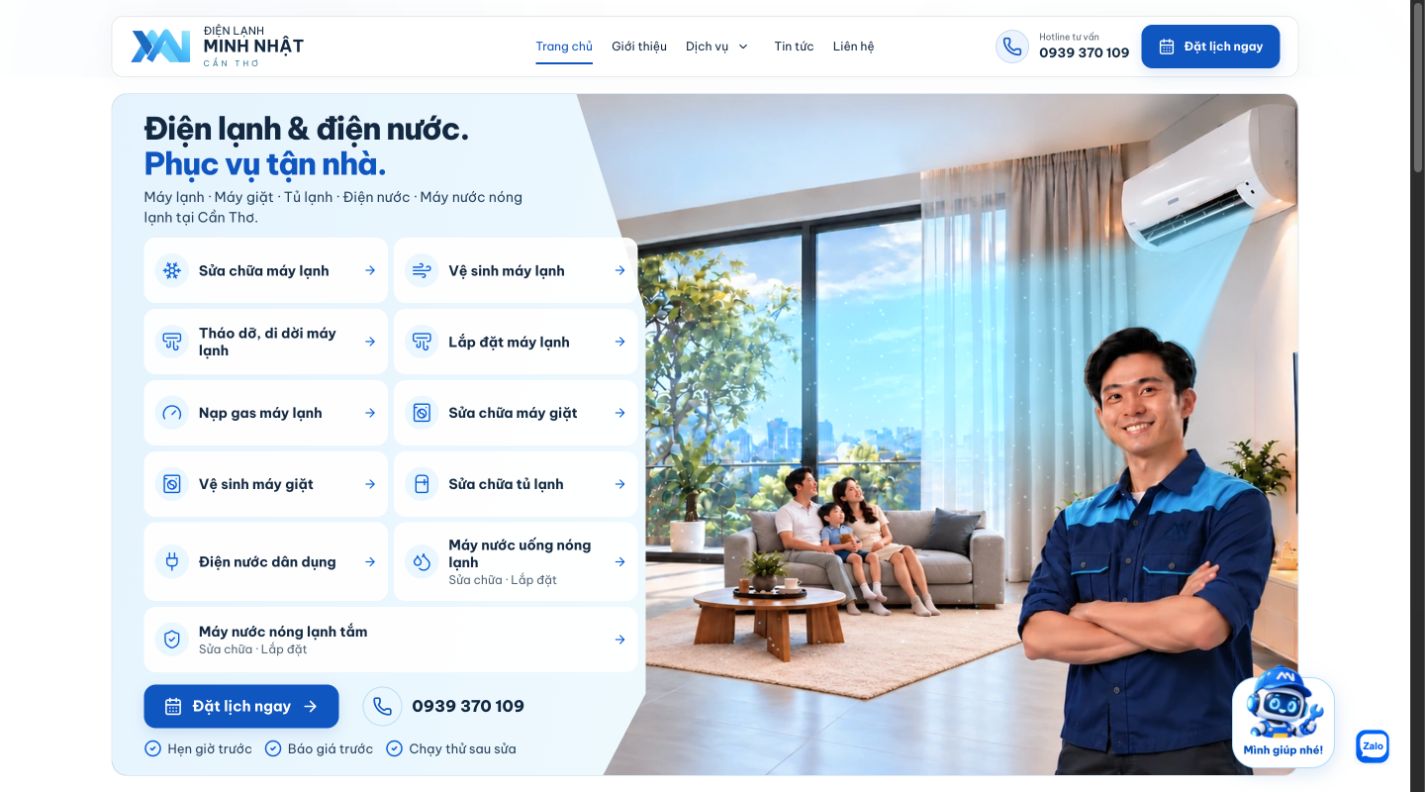 ĐIỆN LẠNH
MINH NHẬT
CẦN THƠ
Trang chủ
Giới thiệu
Dịch vụ
Tin tức
Liên hệ
Hotline tư vấn
0939 370 109
Đặt lịch ngay
Điện lạnh & điện nước.
Phục vụ tận nhà.
Máy lạnh · Máy giặt · Tủ lạnh · Điện nước · Máy nước nóng
lạnh tại Cần Thơ.
Sửa chữa máy lạnh
Vệ sinh máy lạnh
Tháo dỡ, di dời máy
lạnh
Lắp đặt máy lạnh
Nạp gas máy lạnh
Sửa chữa máy giặt
Vệ sinh máy giặt
Sửa chữa tủ lạnh
Điện nước dân dụng
Máy nước uống nóng
lạnh
Sửa chữa · Lắp đặt
Máy nước nóng lạnh tắm
Sửa chữa · Lắp đặt
Đặt lịch ngay
0939 370 109
Hẹn giờ trước
Báo giá trước
Chạy thử sau sửa
Mình giúp nhé!
Zalo